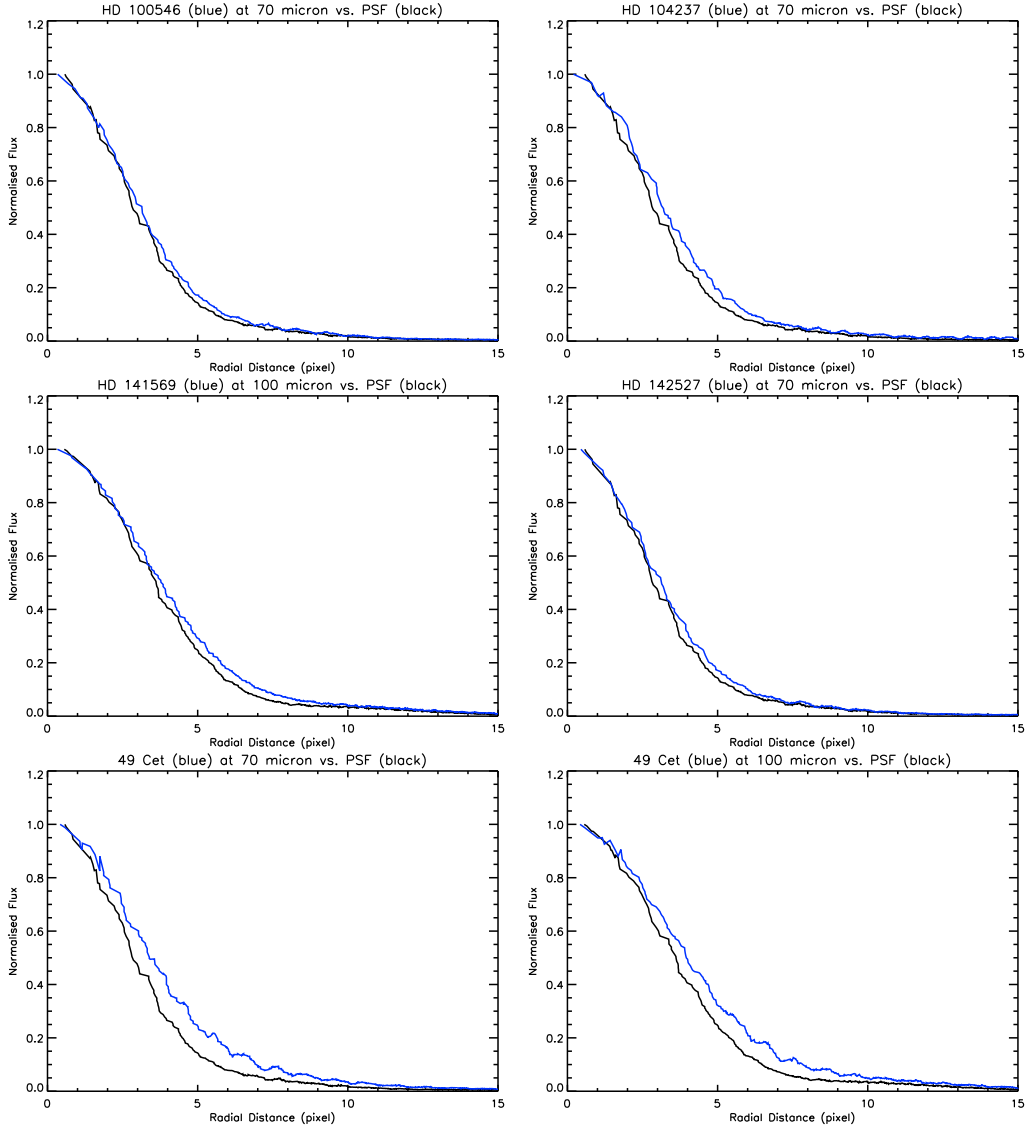 HD 100546 (blue) at 70 micron vs. PSF (black)
1.2
1.0
0.8
0.6
0.4
0.2
0.0
Normalised Flux
0 5 10 15
Radial Distance (pixel)
HD 104237 (blue) at 70 micron vs. PSF (black)
1.2
1.0
0.8
0.6
0.4
0.2
0.0
Normalised Flux
0 5 10 15
Radial Distance (pixel)
HD 141569 (blue) at 100 micron vs. PSF (black)
1.2
1.0
0.8
0.6
0.4
0.2
0.0
Normalised Flux
0 5 10 15
Radial Distance (pixel)
HD 142527 (blue) at 70 micron vs. PSF (black)
1.2
1.0
0.8
0.6
0.4
0.2
0.0
Normalised Flux
0 5 10 15
Radial Distance (pixel)
49 Cet (blue) at 70 micron vs. PSF (black)
1.2
1.0
0.8
0.6
0.4
0.2
0.0
Normalised Flux
0 5 10 15
Radial Distance (pixel)
49 Cet (blue) at 100 micron vs. PSF (black)
1.2
1.0
0.8
0.6
0.4
0.2
0.0
Normalised Flux
0 5 10 15
Radial Distance (pixel)